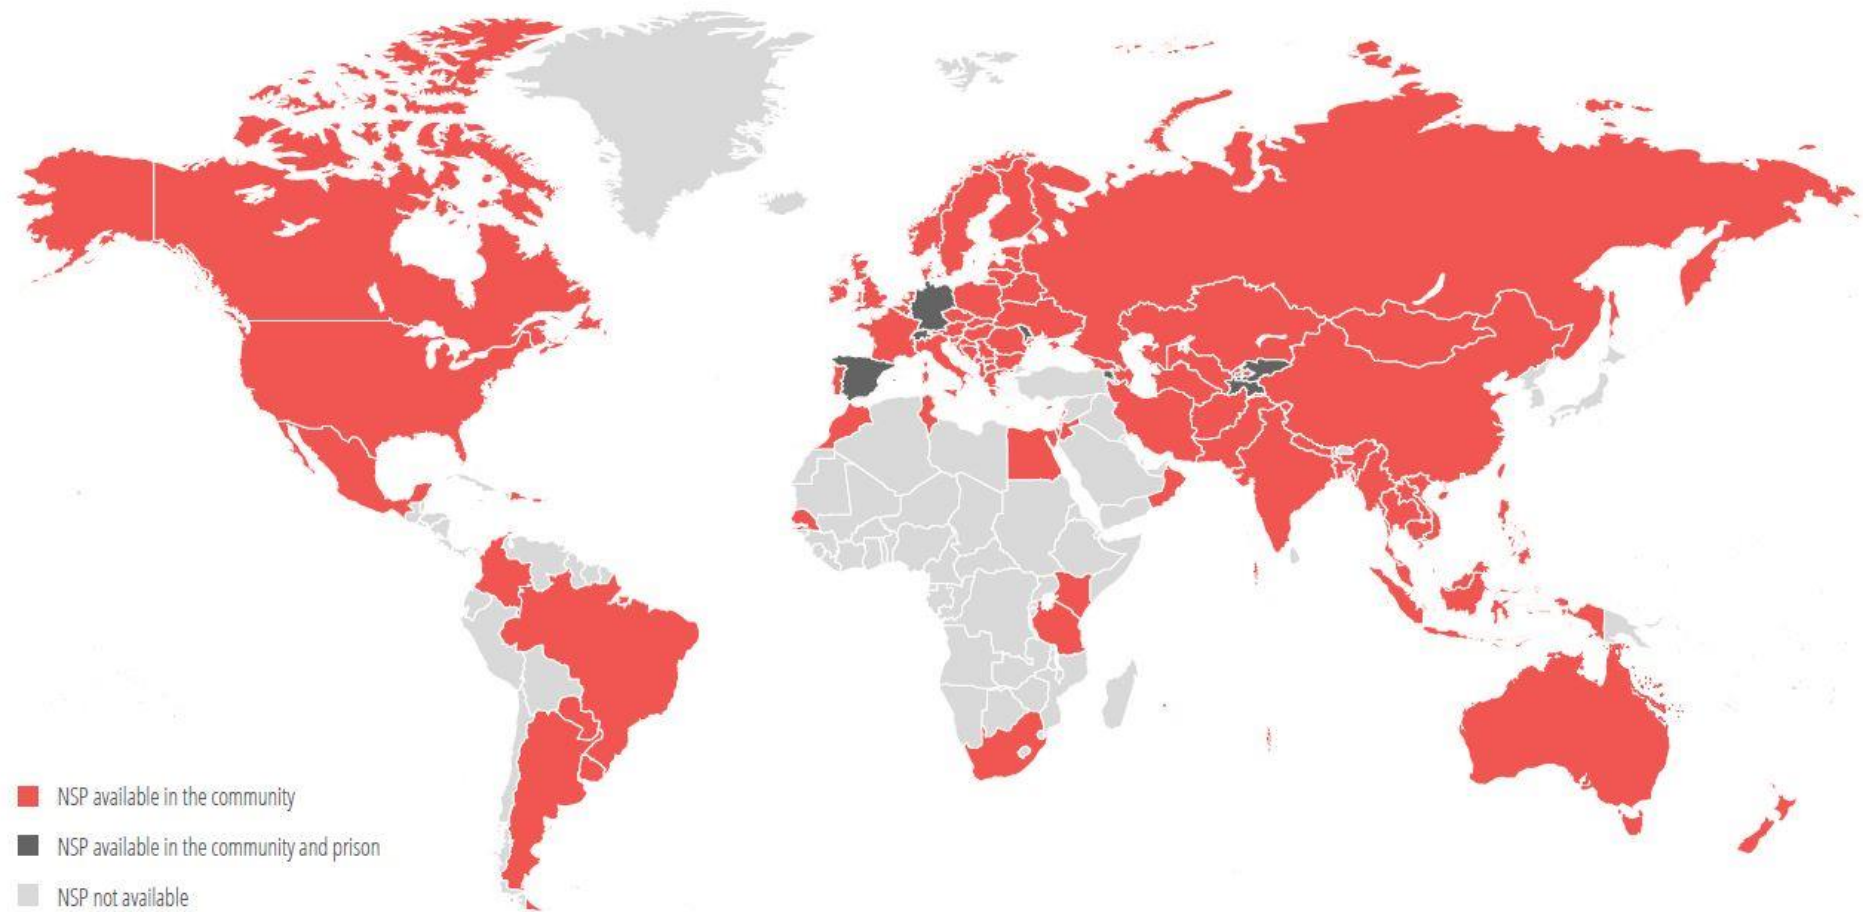 NSP available in the community
NSP available in the community and prison
NSP not available